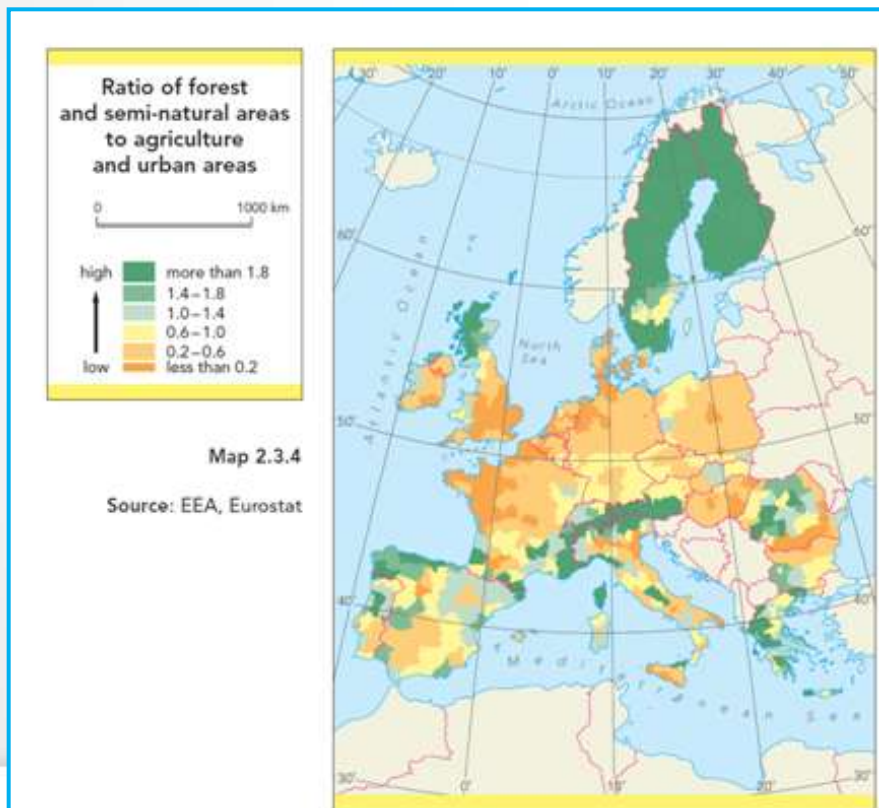 Ratio of forest
and semi-natural areas
to agriculture
and urban areas
0 1000 km
high more than 1.8
1.4–1.8
1.0–1.4
0.6–1.0
0.2–0.6
low less than 0.2
Map 2.3.4
Source: EEA, Eurostat
30° 20° 10° 0° 10° 20° 30° 40° 50°
Arctic Ocean
60° 60°
Atlantic Ocean
North
Sea
50° 50°
40° 40°
Mediterranean Sea
30° 0° 10° 20° 30°